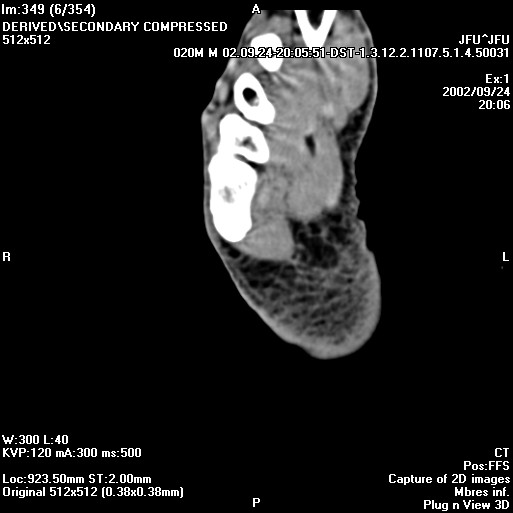 Im:349 (6/354)
A
DERIVED\SECONDARY COMPRESSED
512x512
JFU^JFU
020M M 02.09.24-20:05:51-DST-1.3.12.2.1107.5.1.4.50031
Ex:1
2002/09/24
20:06
R
L
W:300 L:40
KVP:120 mA:300 ms:500
CT
Pos:FFS
Loc:923.50mm ST:2.00mm
Capture of 2D images
Original 512x512 (0.38x0.38mm)
Mbres inf.
P
Plug n View 3D